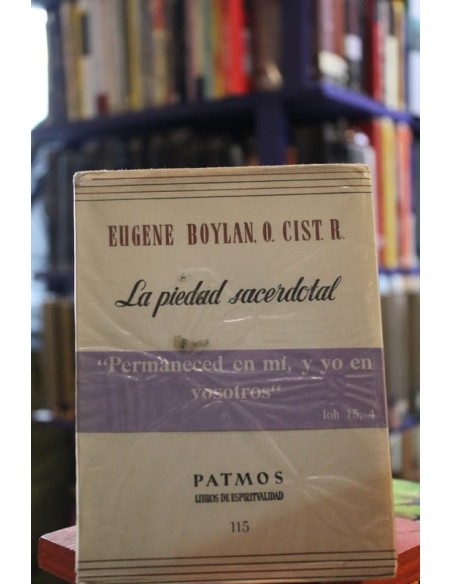 EUGENE BOYLAN. O. CIST. R.
La piedad sacerdotal
"Permaneced en mí, y yo en
vosotros"
Ioh 15, 4
PATMOS
LIBROS DE ESPIRITVALIDAD
115